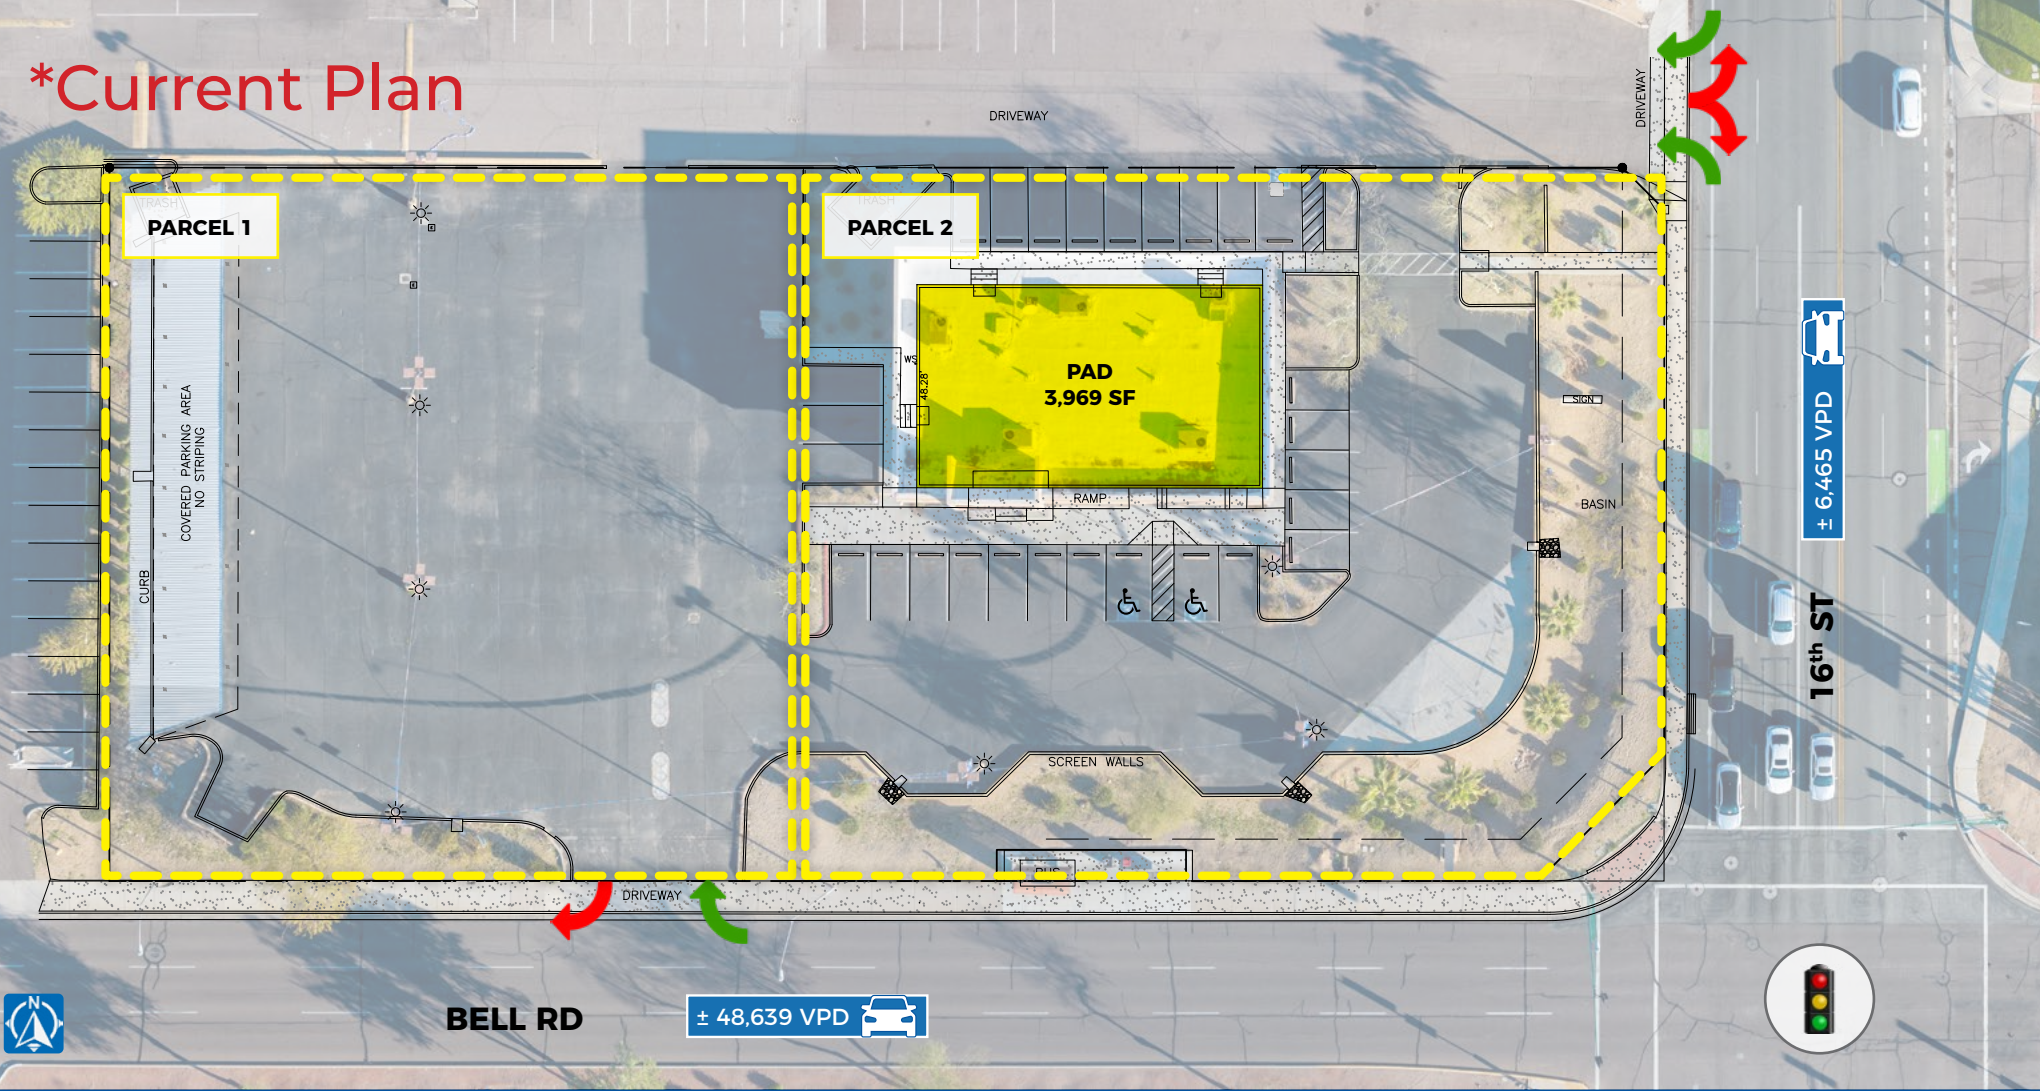 *Current Plan
DRIVEWAY
DRIVEWAY
TRASH
PARCEL 1
TRASH
PARCEL 2
WS
48.28'
PAD
3,969 SF
COVERED PARKING AREA
NO STRIPING
CURB
RAMP
SIGN
BASIN
± 6,465 VPD
16th ST
SCREEN WALLS
BUS
DRIVEWAY
N
BELL RD
± 48,639 VPD